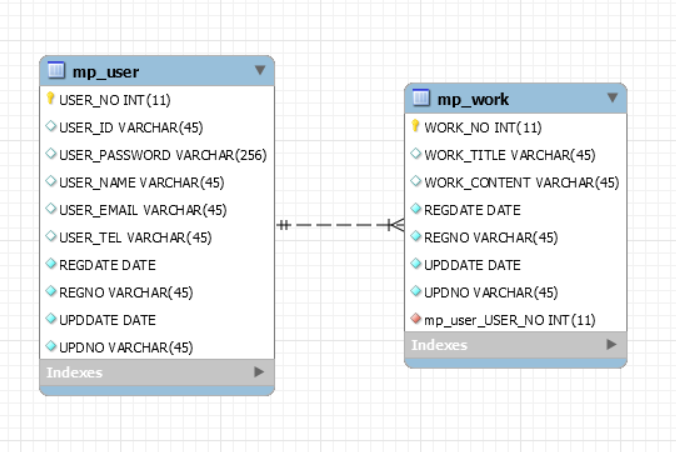 mp_user
USER_NO INT(11)
USER_ID VARCHAR(45)
USER_PASSWORD VARCHAR(256)
USER_NAME VARCHAR(45)
USER_EMAIL VARCHAR(45)
USER_TEL VARCHAR(45)
REGDATE DATE
REGNO VARCHAR(45)
UPDDATE DATE
UPDNO VARCHAR(45)
Indexes
mp_work
WORK_NO INT(11)
WORK_TITLE VARCHAR(45)
WORK_CONTENT VARCHAR(45)
REGDATE DATE
REGNO VARCHAR(45)
UPDDATE DATE
UPDNO VARCHAR(45)
mp_user_USER_NO INT(11)
Indexes